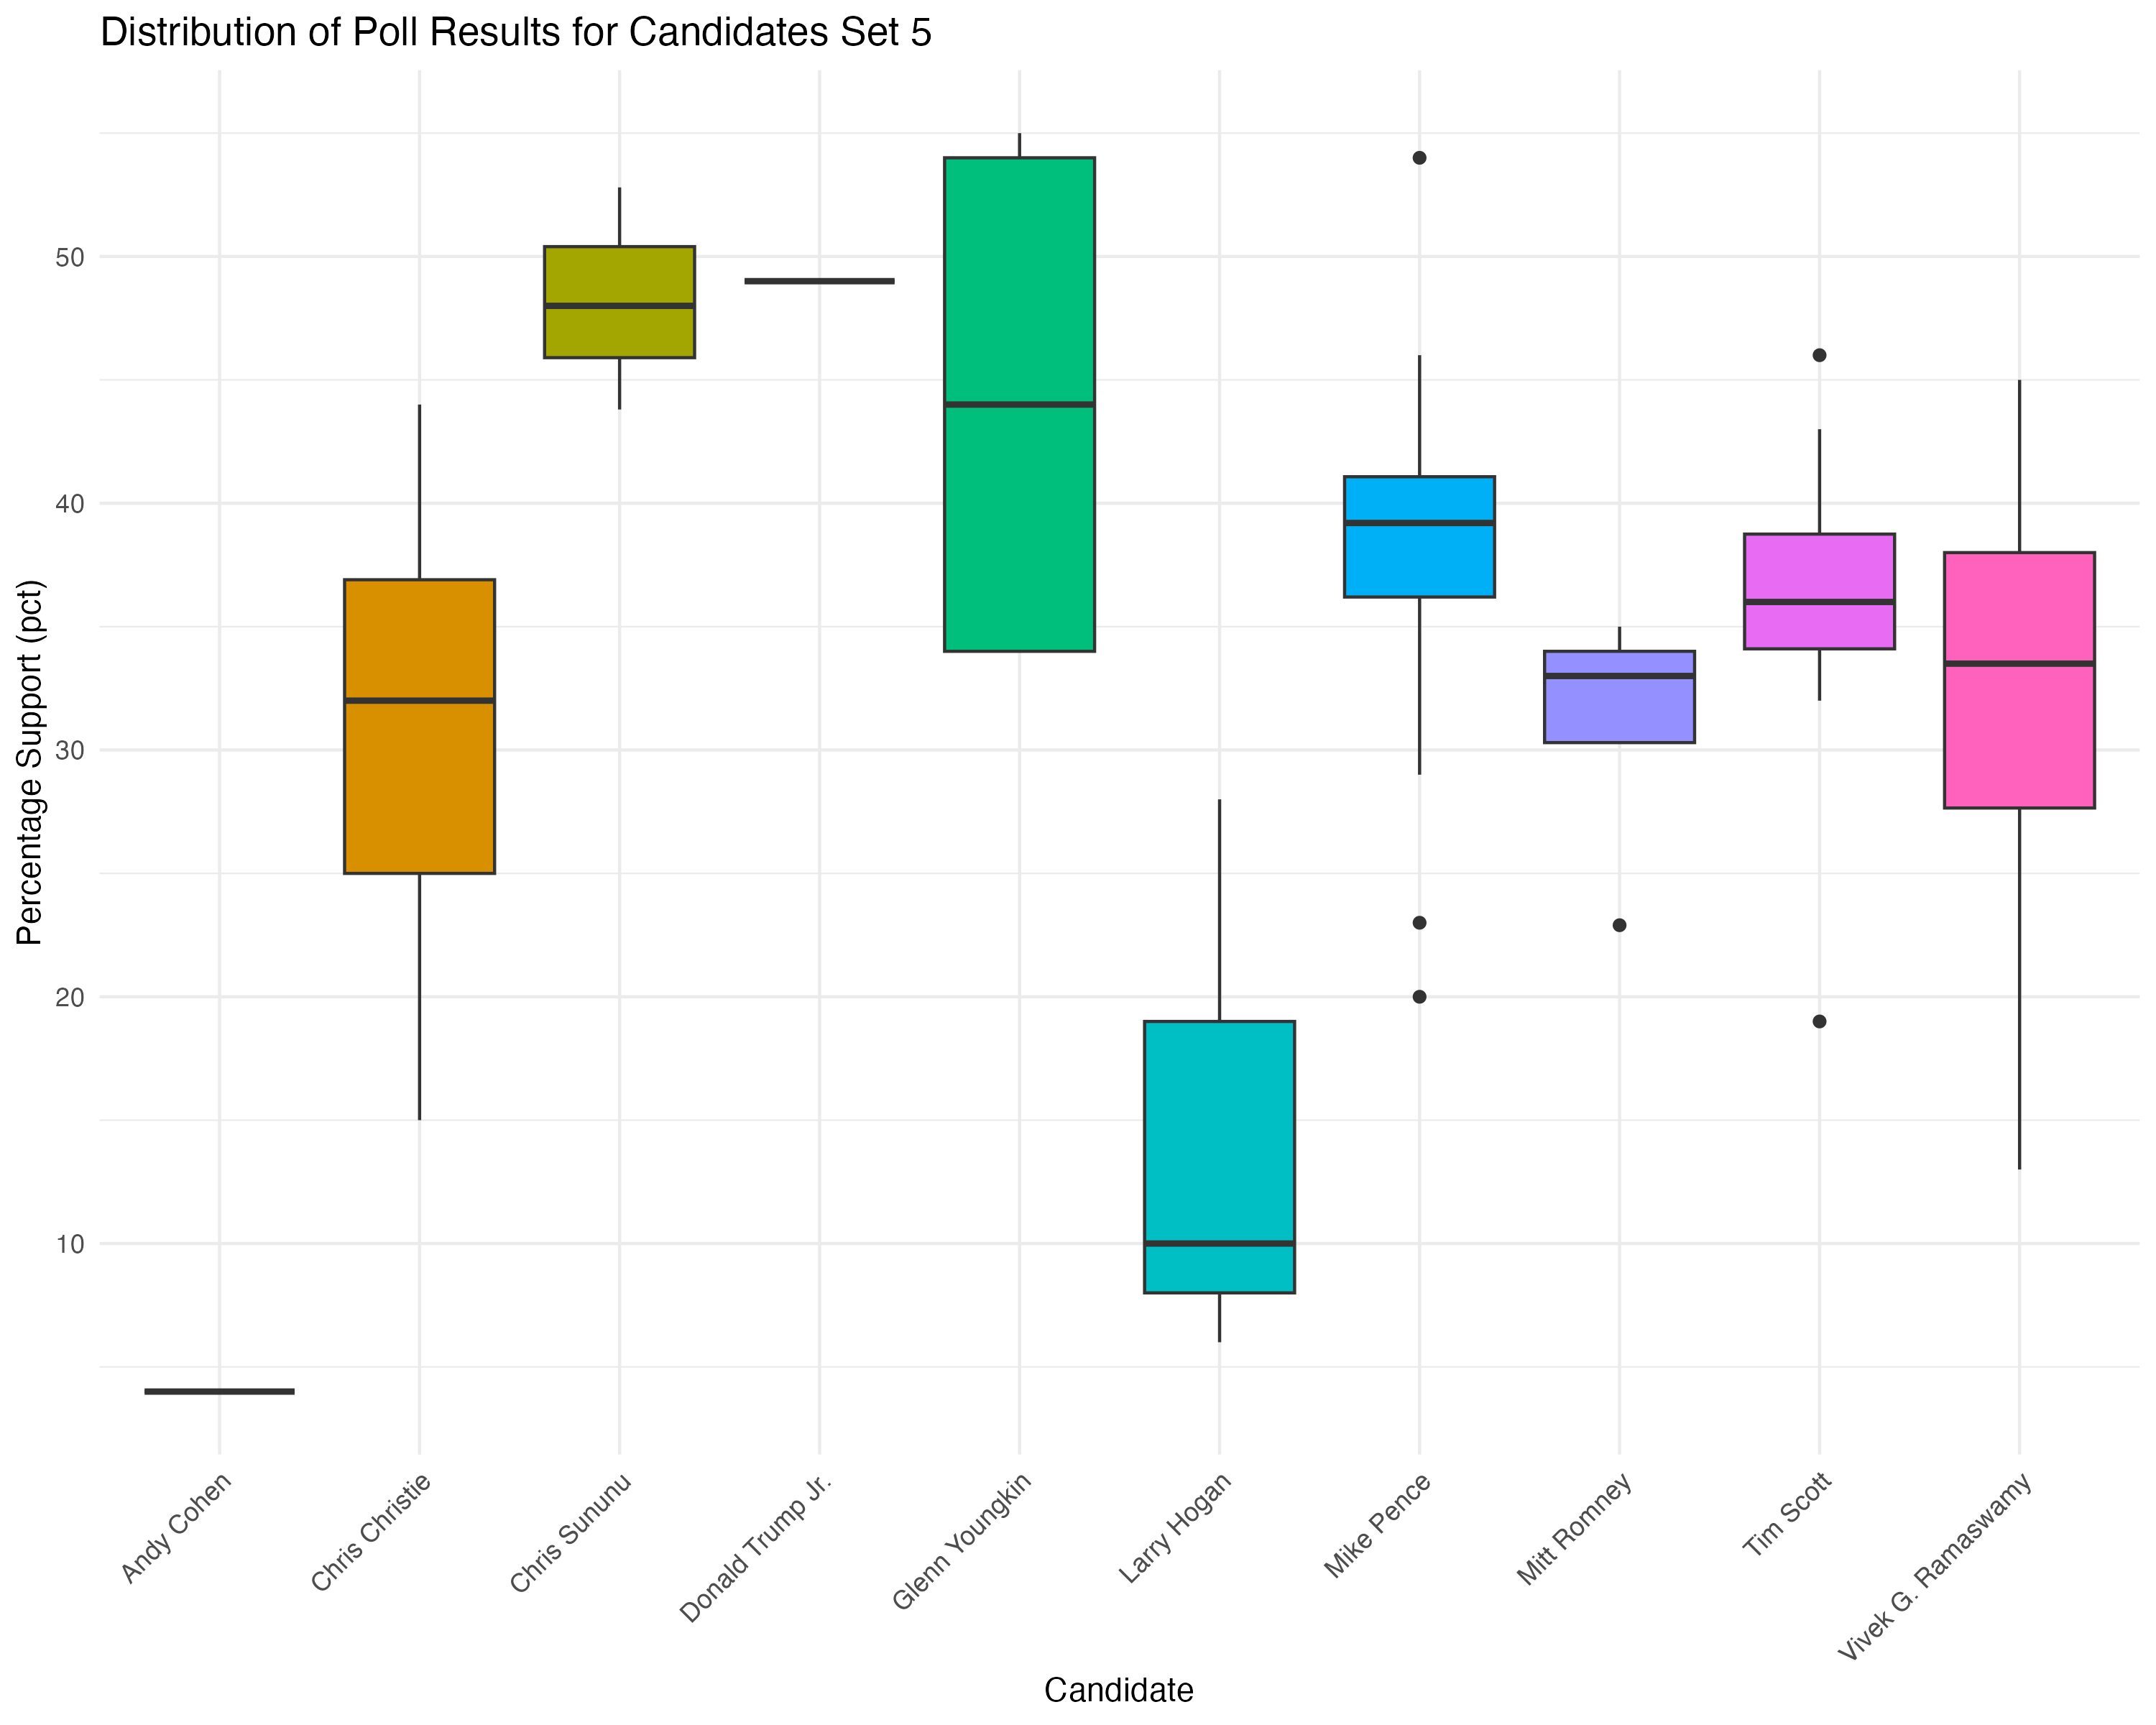 Distribution of Poll Results for Candidates Set 5
Percentage Support (pct)
50
40
30
20
10
Andy Cohen
Chris Christie
Chris Sununu
Donald Trump Jr.
Glenn Youngkin
Larry Hogan
Mike Pence
Mitt Romney
Tim Scott
Vivek G. Ramaswamy
Candidate